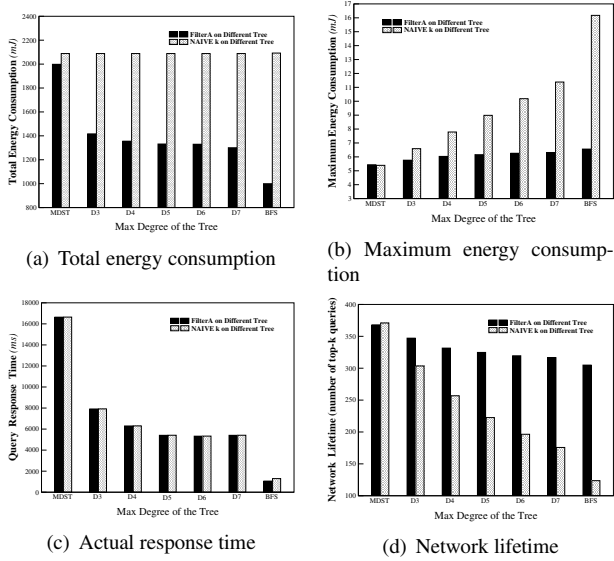 2400
2200
2000
1800
1600
1400
1200
1000
800
Total Energy Consumption (mJ)
FilterA on Different Tree
NAIVE k on Different Tree
MDST D3 D4 D5 D6 D7 BFS
Max Degree of the Tree
(a) Total energy consumption
17
16
15
14
13
12
11
10
9
8
7
6
5
4
3
Maximum Energy Consumption (mJ)
FilterA on Different Tree
NAIVE k on Different Tree
MDST D3 D4 D5 D6 D7 BFS
Max Degree of the Tree
(b) Maximum energy consump-
tion
18000
16000
14000
12000
10000
8000
6000
4000
2000
0
Query Response Time (ms)
FilterA on Different Tree
NAIVE k on Different Tree
MDST D3 D4 D5 D6 D7 BFS
Max Degree of the Tree
(c) Actual response time
400
350
300
250
200
150
100
Network Lifetime (number of top-k queries)
FilterA on Different Tree
NAIVE k on Different Tree
MDST D3 D4 D5 D6 D7 BFS
Max Degree of the Tree
(d) Network lifetime